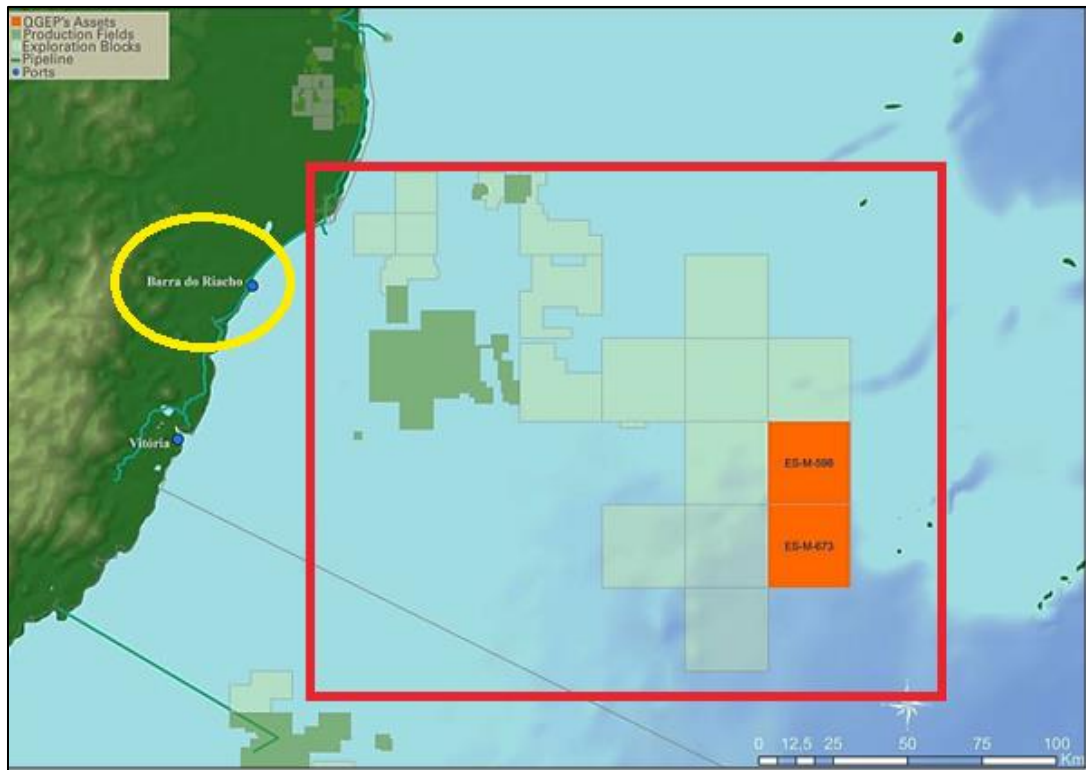 QGEP's Assets
Production Fields
Exploration Blocks
Pipeline
Ports
Barra do Riacho
Vitória
ES-M-598
ES-M-673
0 12,5 25 50 75 100
Km